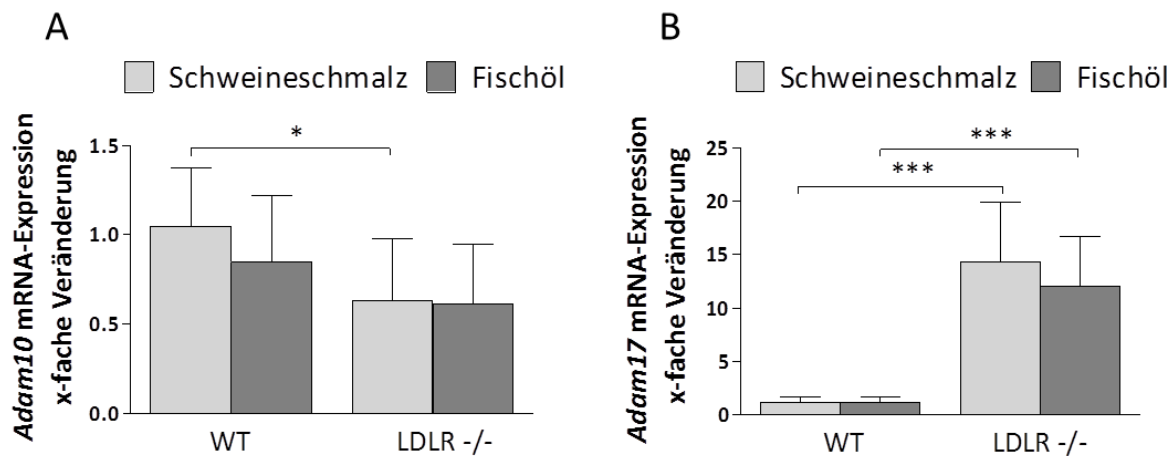 A
Schweineschmalz Fischöl
Adam10 mRNA-Expression
x-fache Veränderung
1.5
1.0
0.5
0.0
*
WT LDLR -/-
B
Schweineschmalz Fischöl
Adam17 mRNA-Expression
x-fache Veränderung
25
20
15
10
5
0
***
***
WT LDLR -/-